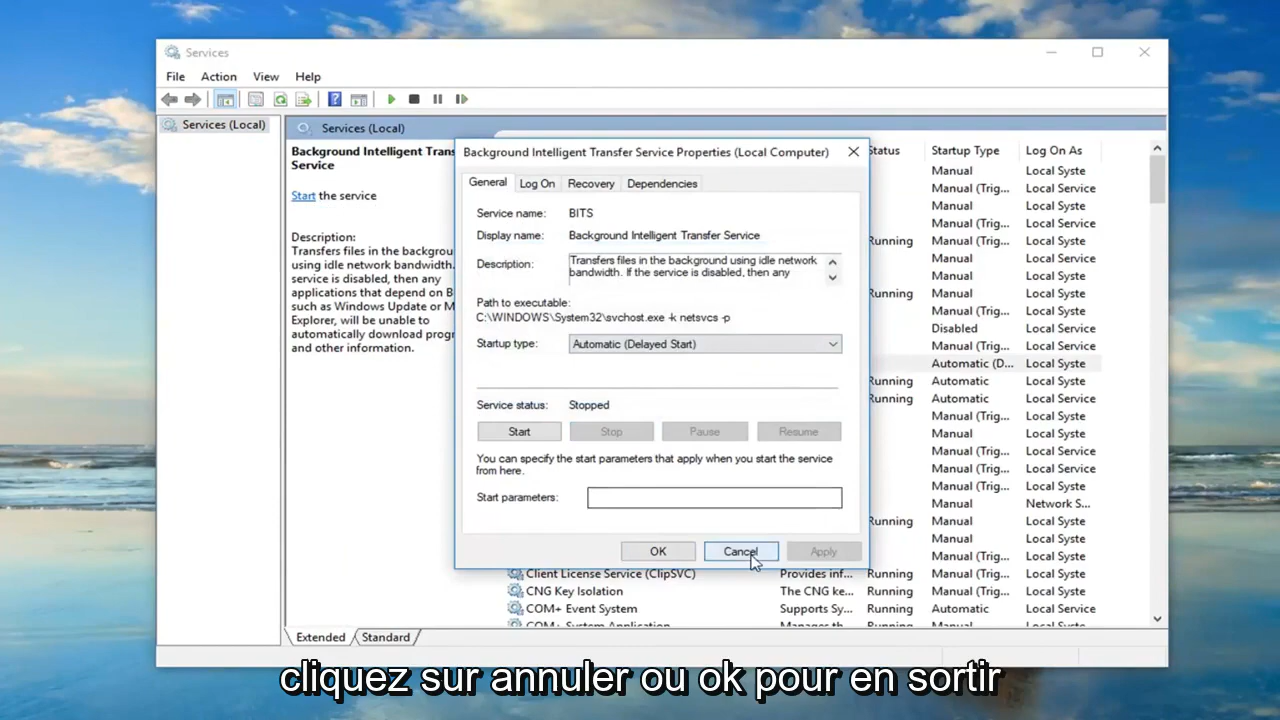 Services
File Action View Help
Services (Local)
Services (Local)
Background Intelligent Trans
Service
Start the service
Description:
Transfers files in the backgrou
using idle network bandwidth.
service is disabled, then any
applications that depend on B
such as Windows Update or M
Explorer, will be unable to
automatically download prog
and other information.
Background Intelligent Transfer Service Properties (Local Computer)
General Log On Recovery Dependencies
Service name: BITS
Display name: Background Intelligent Transfer Service
Description: Transfers files in the background using idle network
bandwidth. If the service is disabled, then any
Path to executable:
C:\WINDOWS\System32\svchost.exe -k netsvcs -p
Startup type: Automatic (Delayed Start)
Service status: Stopped
Start Stop Pause Resume
You can specify the start parameters that apply when you start the service
from here.
Start parameters:
OK Cancel Apply
Status Startup Type Log On As
Manual Local Syste
Manual (Trig... Local Service
Manual Local Syste
Manual (Trig... Local Service
Running Manual (Trig... Local Syste
Manual Local Syste
Manual (Trig... Local Service
Running Manual Local Syste
Manual (Trig... Local Syste
Disabled Local Syste
Manual (Trig... Local Service
Automatic (D... Local Syste
Running Automatic Local Syste
Running Automatic Local Service
Manual (Trig... Local Syste
Manual Local Syste
Manual (Trig... Local Service
Manual (Trig... Local Syste
Manual (Trig... Local Syste
Manual Network S...
Running Manual Local Syste
Manual Local Syste
Manual Local Syste
Client License Service (ClipSVC) Provides inf... Running Manual (Trig... Local Syste
CNG Key Isolation The CNG ke... Running Manual (Trig... Local Syste
COM+ Event System Supports Sy... Running Automatic Local Service
COM+ System Application Manages th... Manual Local Syste
Extended Standard
cliquez sur annuler ou ok pour en sortir